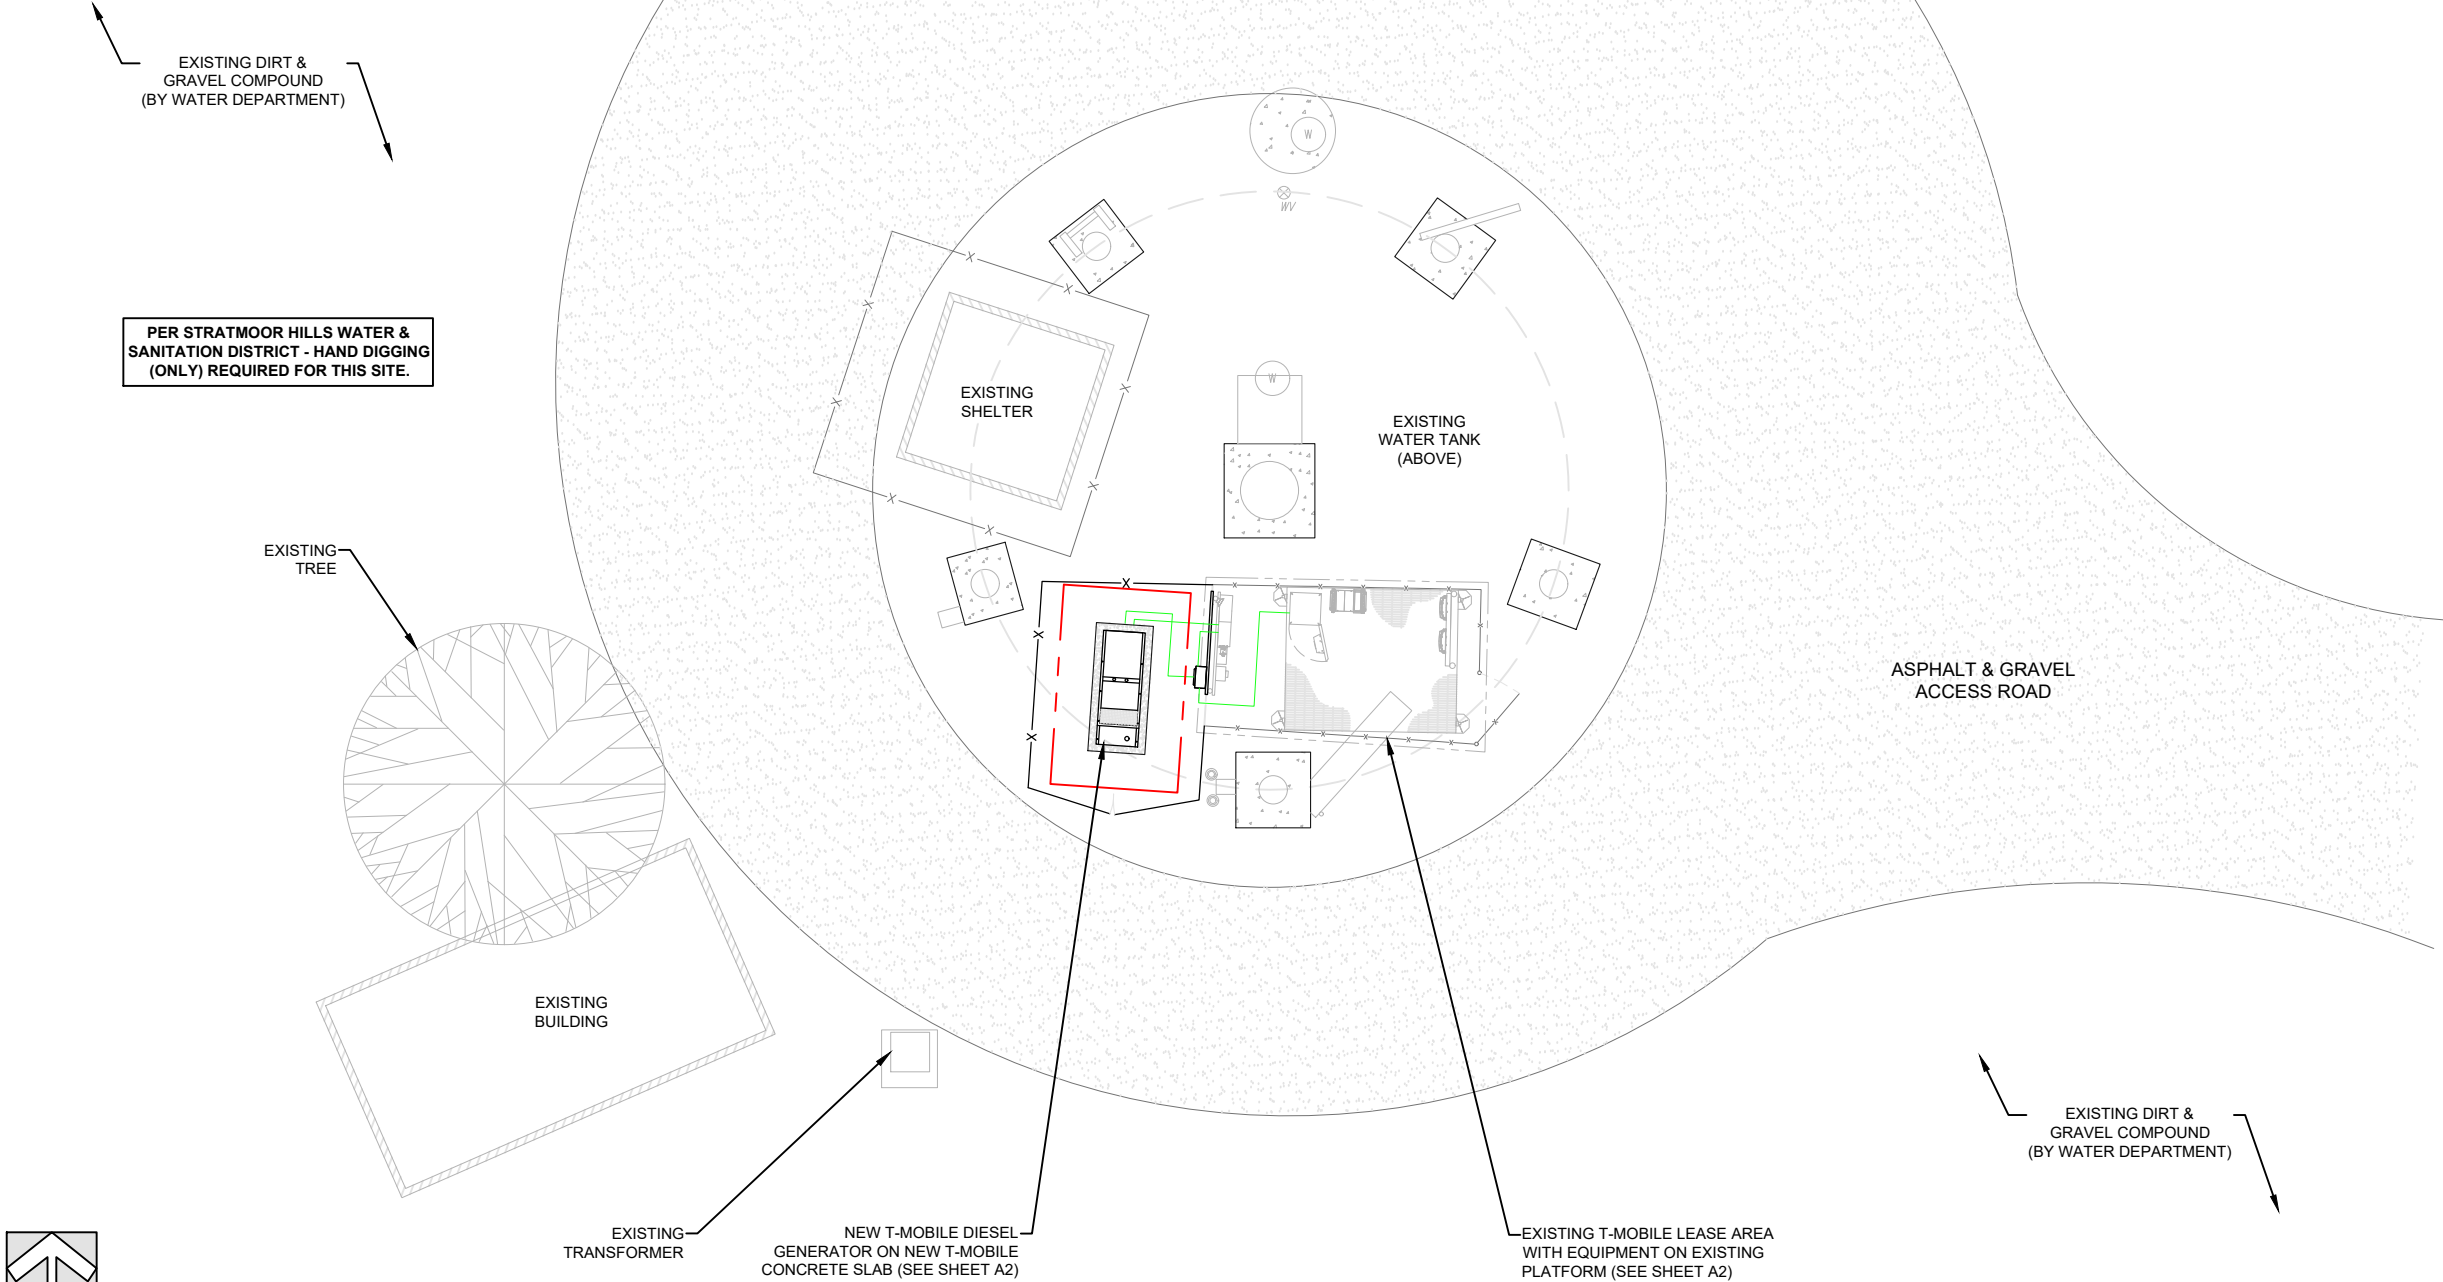 EXISTING DIRT &
GRAVEL COMPOUND
(BY WATER DEPARTMENT)
W
WV
PER STRATMOOR HILLS WATER &
SANITATION DISTRICT - HAND DIGGING
(ONLY) REQUIRED FOR THIS SITE.
EXISTING
SHELTER
W
EXISTING
WATER TANK
(ABOVE)
EXISTING
TREE
ASPHALT & GRAVEL
ACCESS ROAD
EXISTING
BUILDING
EXISTING DIRT &
GRAVEL COMPOUND
(BY WATER DEPARTMENT)
EXISTING
TRANSFORMER
NEW T-MOBILE DIESEL
GENERATOR ON NEW T-MOBILE
CONCRETE SLAB (SEE SHEET A2)
EXISTING T-MOBILE LEASE AREA
WITH EQUIPMENT ON EXISTING
PLATFORM (SEE SHEET A2)